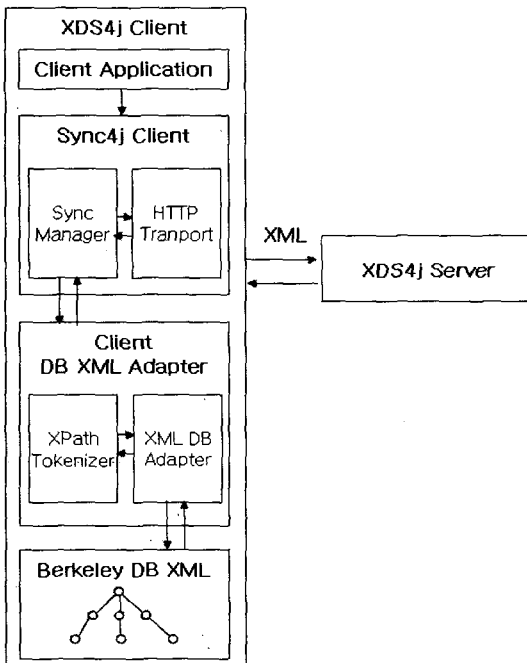 XDS4j Client
Client Application
Sync4j Client
Sync
Manager
HTTP
Tranport
XML
XDS4j Server
Client
DB XML Adapter
XPath
Tokenizer
XML DB
Adapter
Berkeley DB XML